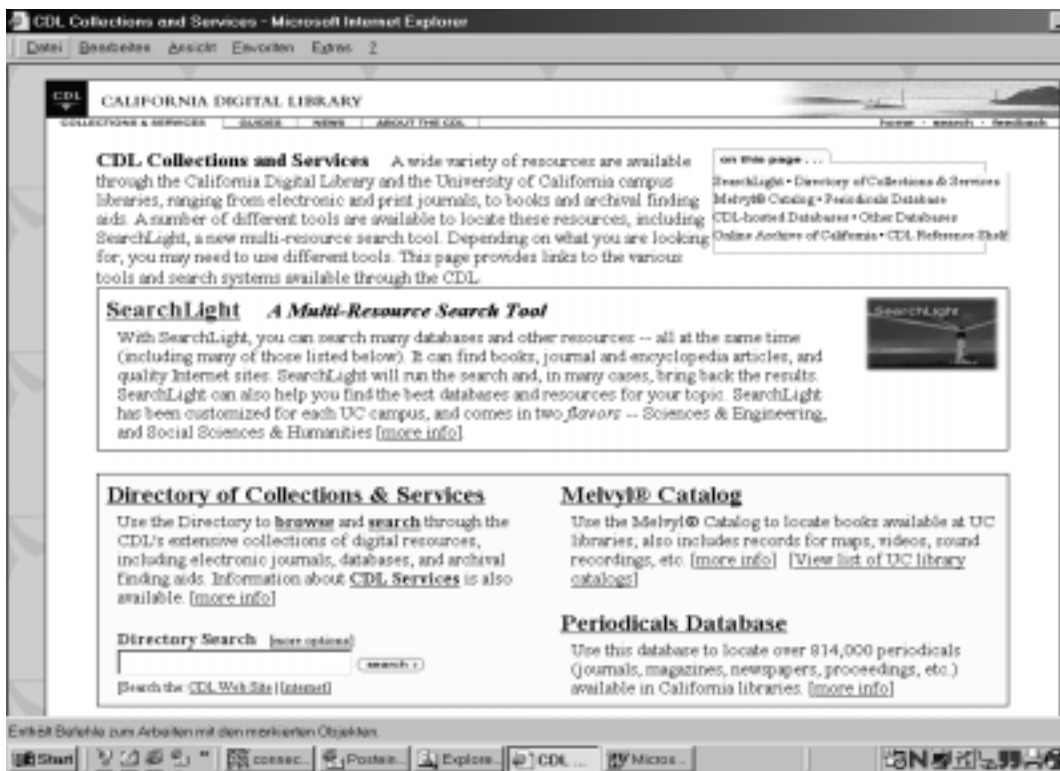 CDL Collections and Services - Microsoft Internet Explorer
Datei Bearbeiten Ansicht Favoriten Extras ?
CDL
CALIFORNIA DIGITAL LIBRARY
COLLECTIONS & SERVICES GUIDES NEWS ABOUT THE CDL home · search · feedback
CDL Collections and Services A wide variety of resources are available
through the California Digital Library and the University of California campus
libraries, ranging from electronic and print journals, to books and archival finding
aids. A number of different tools are available to locate these resources, including
SearchLight, a new multi-resource search tool. Depending on what you are looking
for, you may need to use different tools. This page provides links to the various
tools and search systems available through the CDL
on this page . . .
SearchLight • Directory of Collections & Services
Melvyl® Catalog • Periodicals Database
CDL-hosted Databases • Other Databases
Online Archive of California • CDL Reference Shelf
SearchLight A Multi-Resource Search Tool
SearchLight
With SearchLight, you can search many databases and other resources -- all at the same time
(including many of those listed below). It can find books, journal and encyclopedia articles, and
quality Internet sites. SearchLight will run the search and, in many cases, bring back the results.
SearchLight can also help you find the best databases and resources for your topic. SearchLight
has been customized for each UC campus, and comes in two flavors -- Sciences & Engineering,
and Social Sciences & Humanities [more info].
Directory of Collections & Services
Use the Directory to browse and search through the
CDL's extensive collections of digital resources,
including electronic journals, databases, and archival
finding aids. Information about CDL Services is also
available. [more info]
Directory Search [more options]
search ›
[Search the: CDL Web Site | Internet]
Melvyl® Catalog
Use the Melvyl® Catalog to locate books available at UC
libraries; also includes records for maps, videos, sound
recordings, etc. [more info] [View list of UC library
catalogs]
Periodicals Database
Use this database to locate over 814,000 periodicals
(journals, magazines, newspapers, proceedings, etc.)
available in California libraries. [more info]
Enthält Befehle zum Arbeiten mit den markierten Objekten.
Start connec... Postein... Explore... CDL ... Micros...